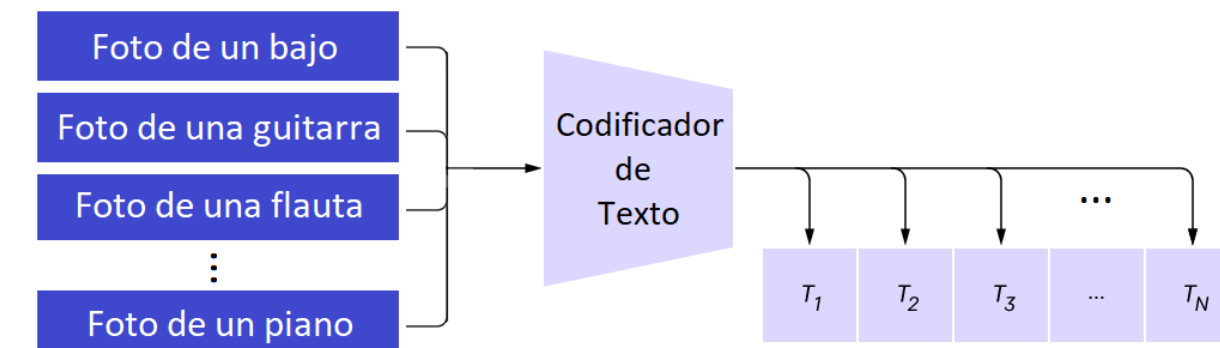 Foto de un bajo
Foto de una guitarra
Foto de una flauta
⋮
Foto de un piano
Codificador
de
Texto
...
T1 T2 T3 ... TN